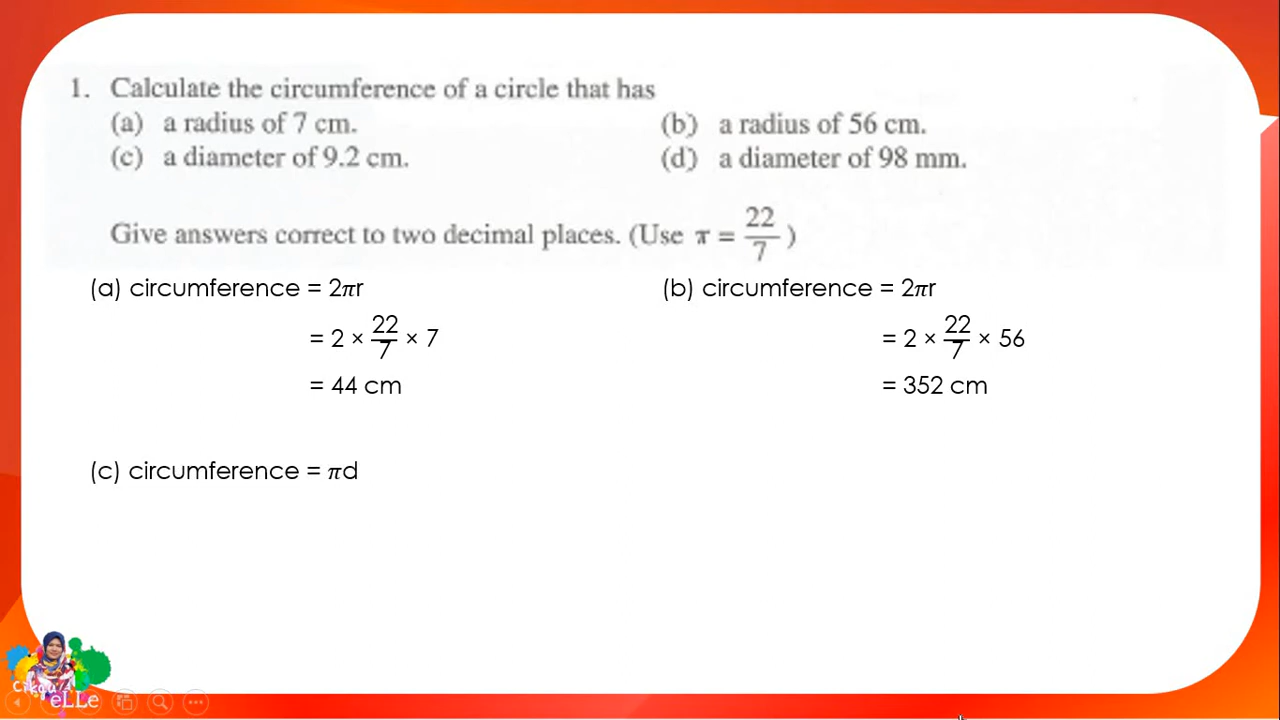 1. Calculate the circumference of a circle that has
(a) a radius of 7 cm. (b) a radius of 56 cm.
(c) a diameter of 9.2 cm. (d) a diameter of 98 mm.
Give answers correct to two decimal places. (Use π = 22/7)
(a) circumference = 2πr
= 2 × 22/7 × 7
= 44 cm
(b) circumference = 2πr
= 2 × 22/7 × 56
= 352 cm
(c) circumference = πd
Cikgu
eLLe